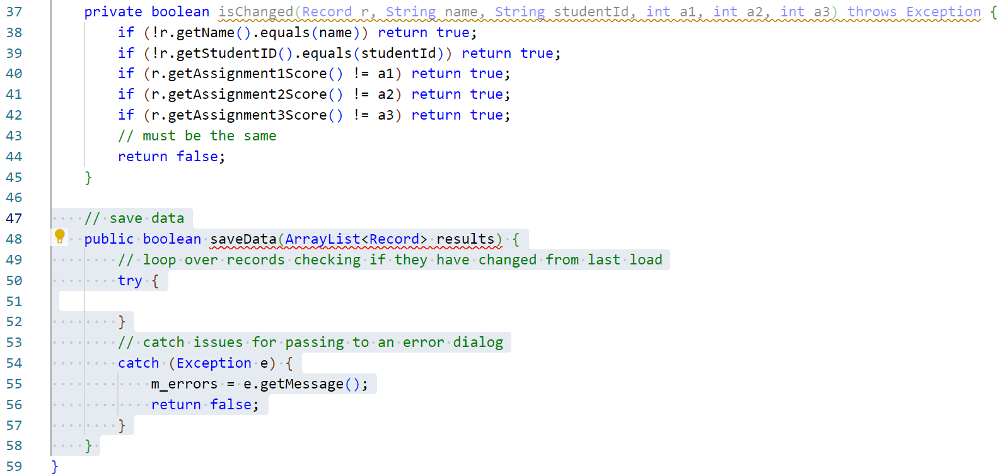 37 private boolean isChanged(Record r, String name, String studentId, int a1, int a2, int a3) throws Exception {
38 if (!r.getName().equals(name)) return true;
39 if (!r.getStudentID().equals(studentId)) return true;
40 if (r.getAssignment1Score() != a1) return true;
41 if (r.getAssignment2Score() != a2) return true;
42 if (r.getAssignment3Score() != a3) return true;
43 // must be the same
44 return false;
45 }
46
47 // save data
48 public boolean saveData(ArrayList<Record> results) {
49 // loop over records checking if they have changed from last load
50 try {
51
52 }
53 // catch issues for passing to an error dialog
54 catch (Exception e) {
55 m_errors = e.getMessage();
56 return false;
57 }
58 }
59 }